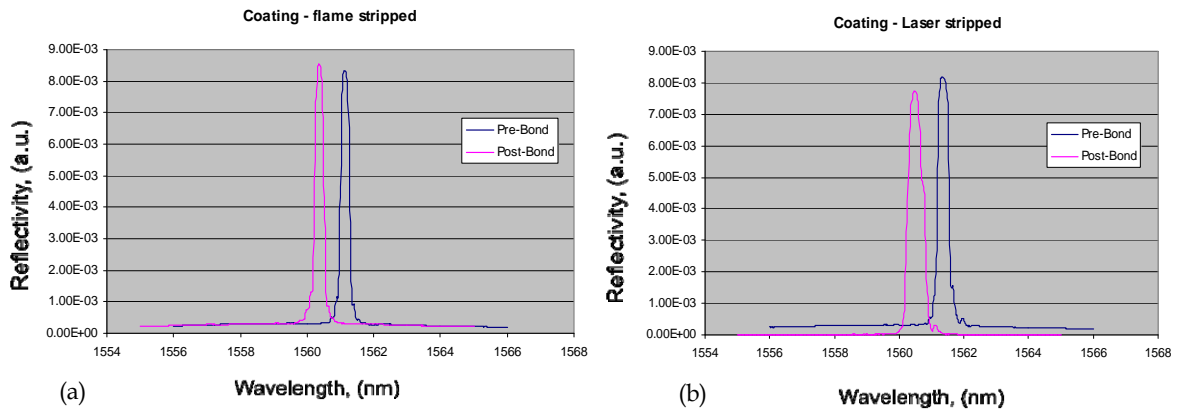 Coating - flame stripped
9.00E-03
8.00E-03
7.00E-03
6.00E-03
5.00E-03
4.00E-03
3.00E-03
2.00E-03
1.00E-03
0.00E+00
Reflectivity, (a.u.)
Pre-Bond
Post-Bond
1554 1556 1558 1560 1562 1564 1566 1568
(a) Wavelength, (nm)
Coating - Laser stripped
9.00E-03
8.00E-03
7.00E-03
6.00E-03
5.00E-03
4.00E-03
3.00E-03
2.00E-03
1.00E-03
0.00E+00
Reflectivity, (a.u.)
Pre-Bond
Post-Bond
1554 1556 1558 1560 1562 1564 1566 1568
(b) Wavelength, (nm)